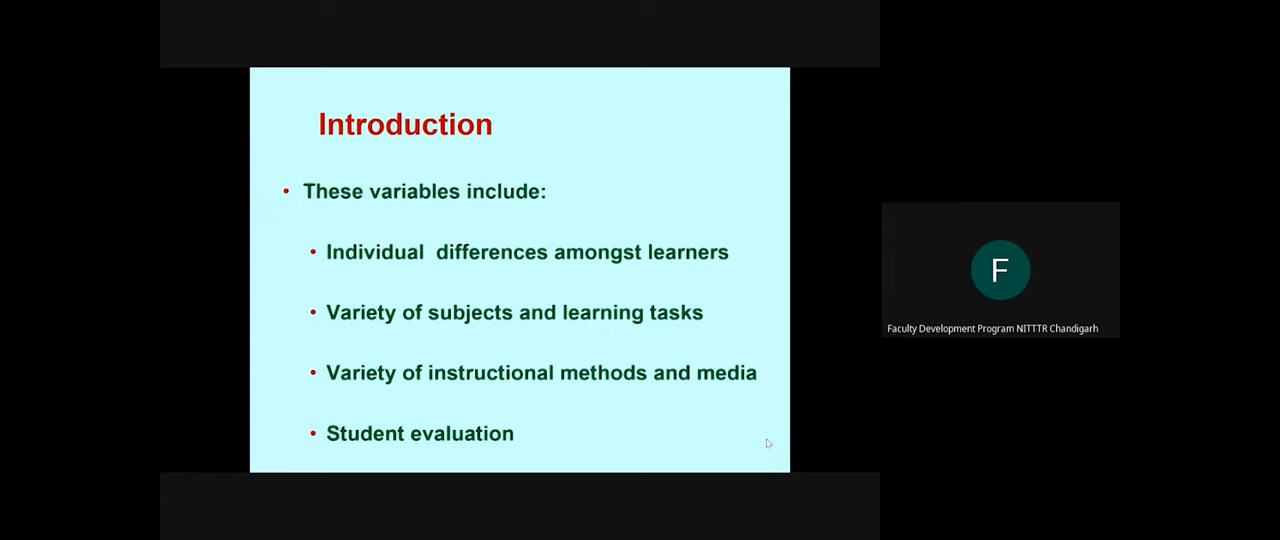 Introduction
• These variables include:
• Individual differences amongst learners
• Variety of subjects and learning tasks
• Variety of instructional methods and media
• Student evaluation
F
Faculty Development Program NITTTR Chandigarh